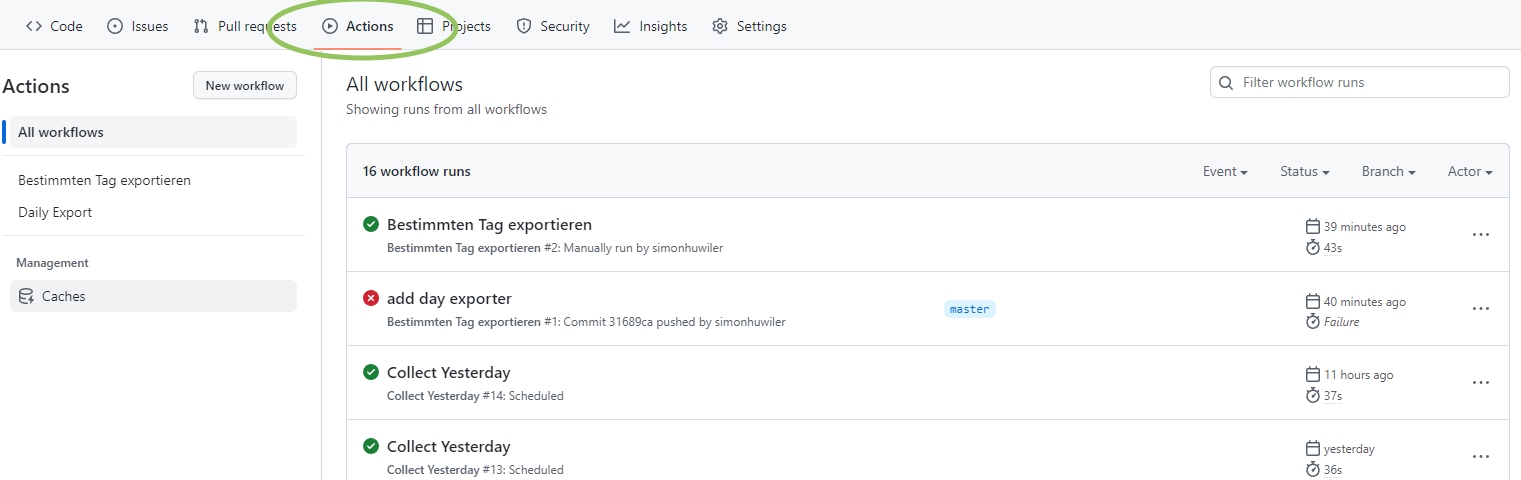 Code Issues Pull requests Actions Projects Security Insights Settings
Actions
New workflow
All workflows
Bestimmten Tag exportieren
Daily Export
Management
Caches
All workflows
Showing runs from all workflows
Filter workflow runs
16 workflow runs
Event Status Branch Actor
Bestimmten Tag exportieren
Bestimmten Tag exportieren #2: Manually run by simonhuwiler
39 minutes ago
43s
add day exporter
Bestimmten Tag exportieren #1: Commit 31689ca pushed by simonhuwiler
master
40 minutes ago
Failure
Collect Yesterday
Collect Yesterday #14: Scheduled
11 hours ago
37s
Collect Yesterday
Collect Yesterday #13: Scheduled
yesterday
36s